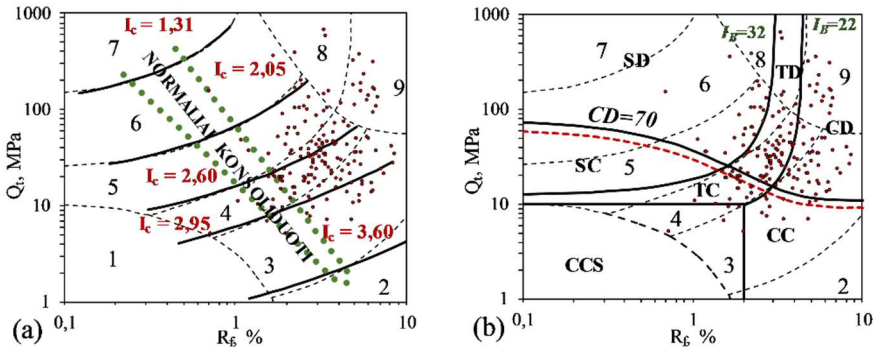 1000
100
10
1
0,1
1
10
Q_t, MPa
R_f, %
(a)
I_c = 1,31
I_c = 2,05
I_c = 2,60
I_c = 2,95
I_c = 3,60
NORMALIAI KONSOLIDUOTI
7
8
9
6
5
4
1
3
2
1000
100
10
1
0,1
1
10
Q_t, MPa
R_f, %
(b)
I_B=32
I_B=22
7
SD
8
TD
6
9
CD=70
CD
SC
5
TC
4
CC
CCS
3
2